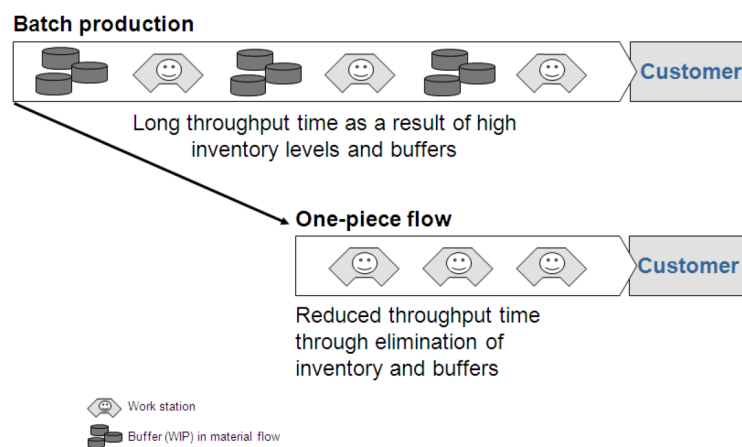 Batch production
Customer
Long throughput time as a result of high
inventory levels and buffers
One-piece flow
Customer
Reduced throughput time
through elimination of
inventory and buffers
Work station
Buffer (WIP) in material flow